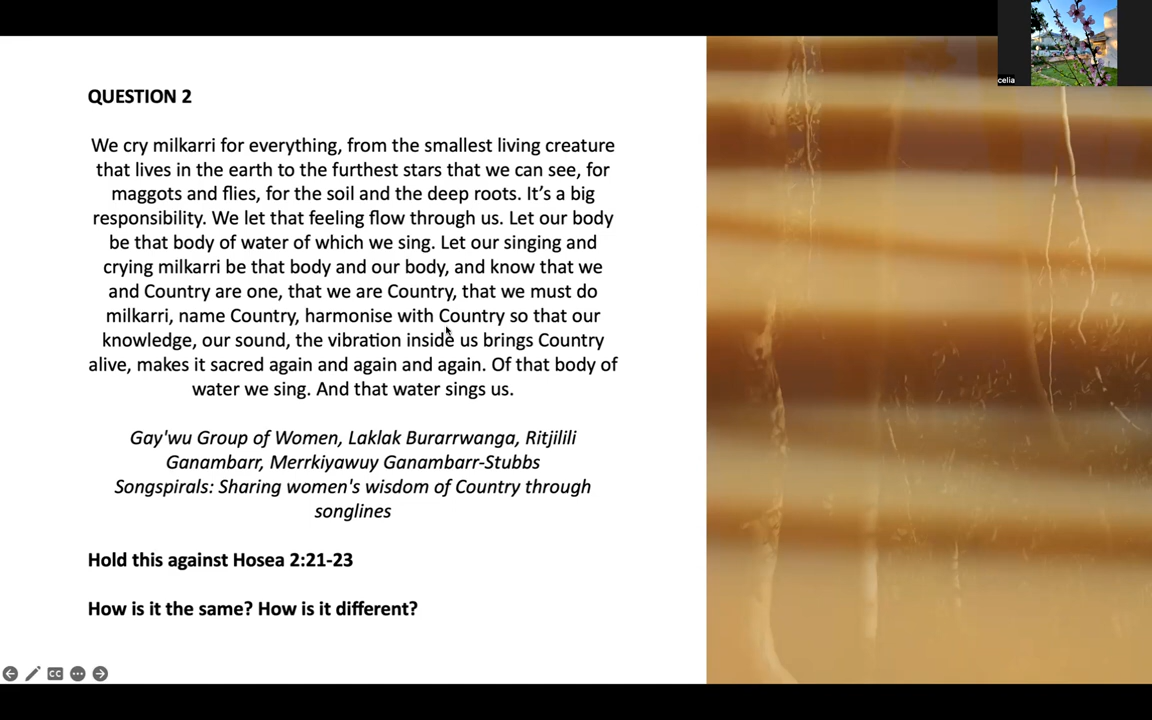 celia
QUESTION 2
We cry milkarri for everything, from the smallest living creature
that lives in the earth to the furthest stars that we can see, for
maggots and flies, for the soil and the deep roots. It’s a big
responsibility. We let that feeling flow through us. Let our body
be that body of water of which we sing. Let our singing and
crying milkarri be that body and our body, and know that we
and Country are one, that we are Country, that we must do
milkarri, name Country, harmonise with Country so that our
knowledge, our sound, the vibration inside us brings Country
alive, makes it sacred again and again and again. Of that body of
water we sing. And that water sings us.
Gay'wu Group of Women, Laklak Burarrwanga, Ritjilili
Ganambarr, Merrkiyawuy Ganambarr-Stubbs
Songspirals: Sharing women's wisdom of Country through
songlines
Hold this against Hosea 2:21-23
How is it the same? How is it different?
CC